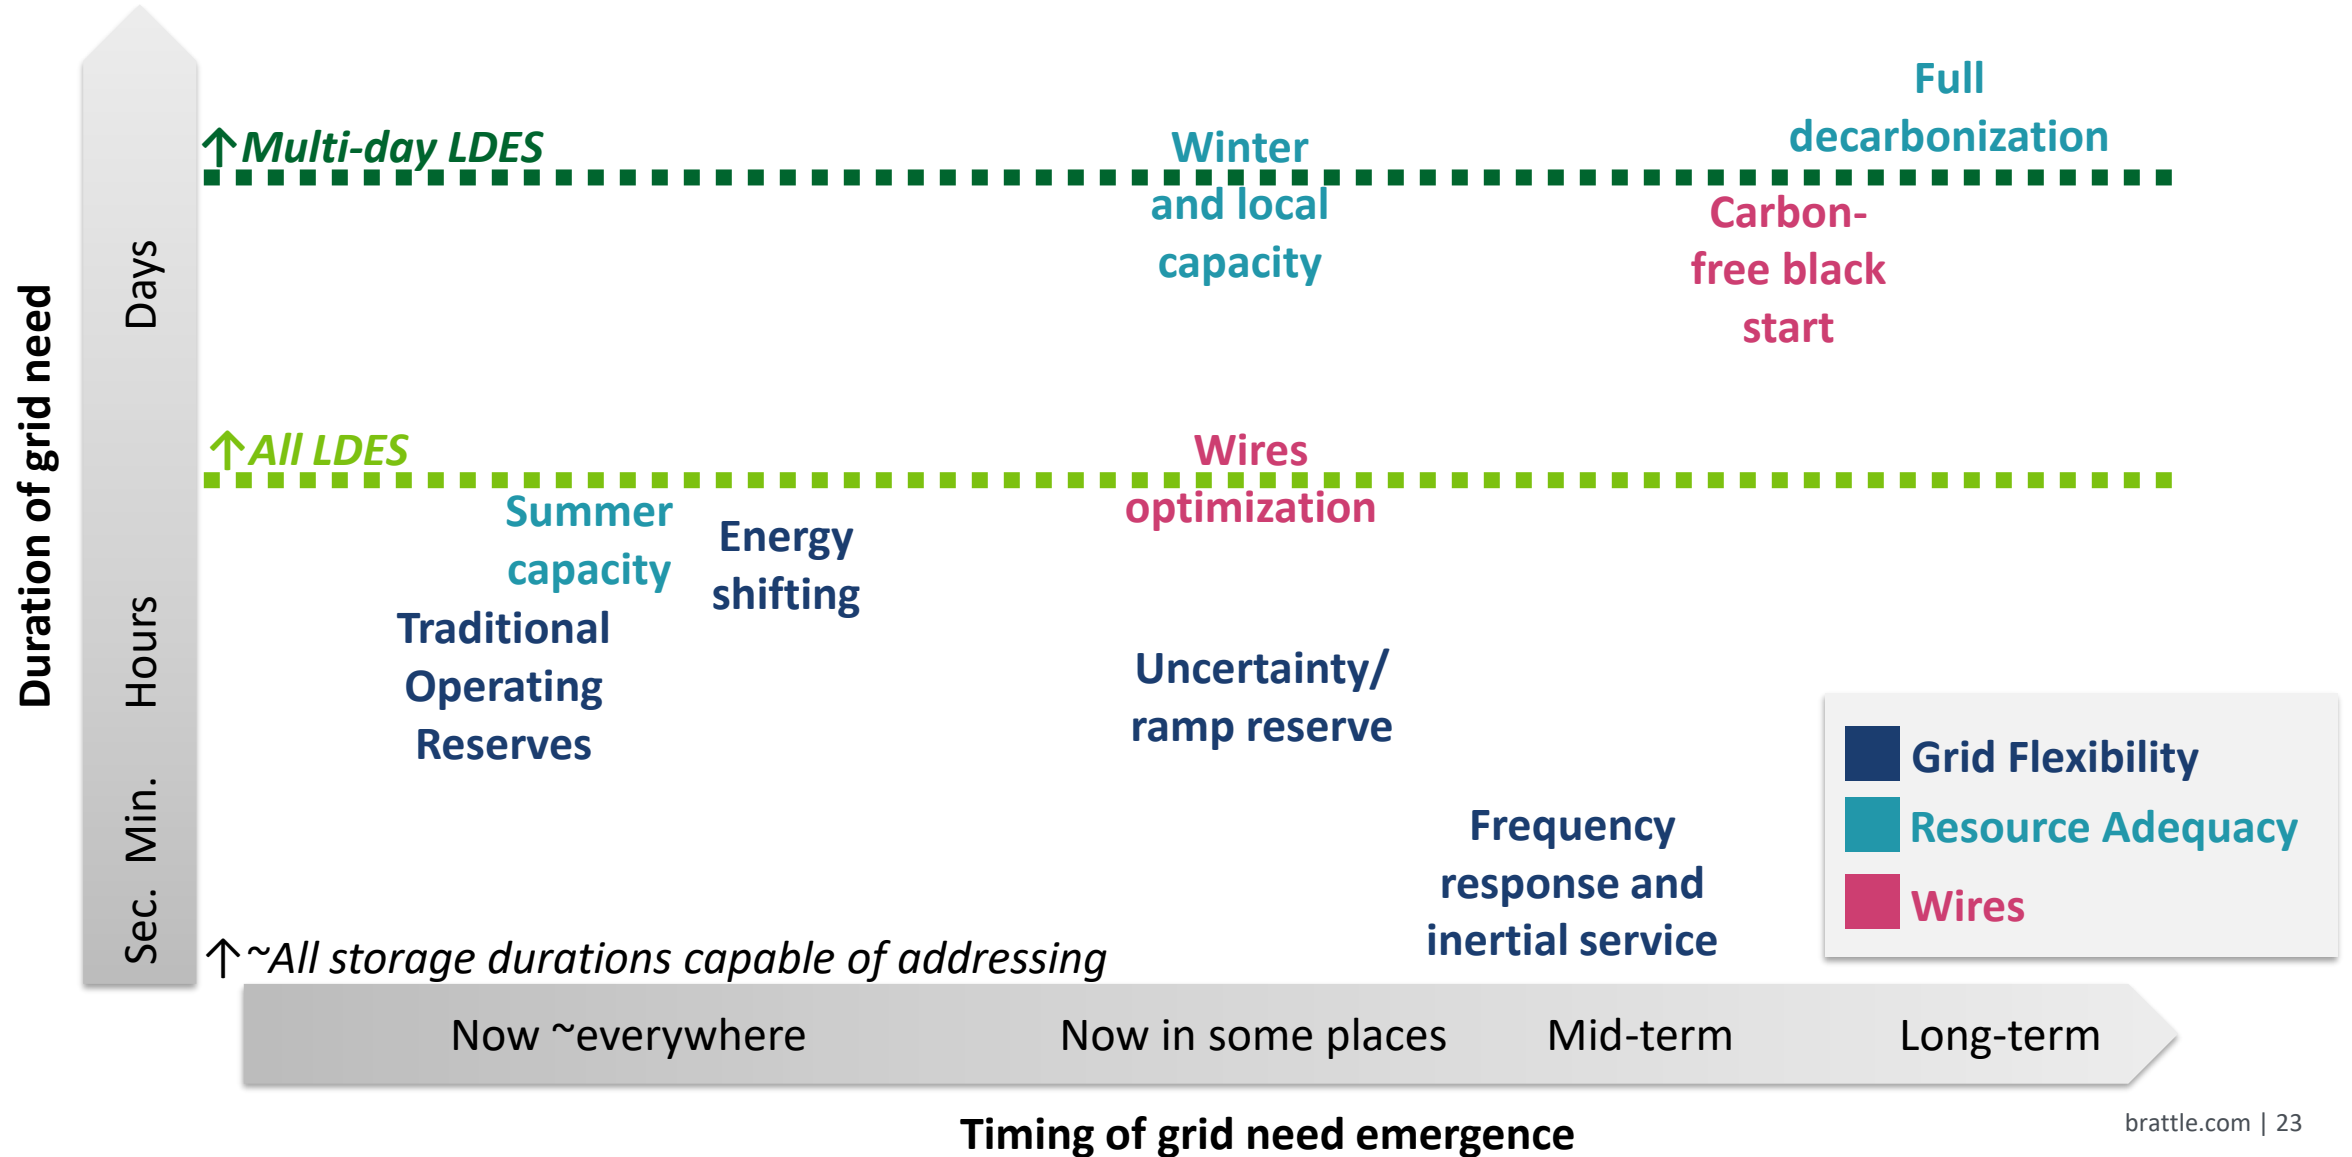 Duration of grid need
Days
Hours
Min.
Sec.
↑Multi-day LDES
Winter
and local
capacity
Full
decarbonization
Carbon-
free black
start
↑All LDES
Wires
optimization
Summer
capacity
Energy
shifting
Traditional
Operating
Reserves
Uncertainty/
ramp reserve
Frequency
response and
inertial service
Grid Flexibility
Resource Adequacy
Wires
↑~All storage durations capable of addressing
Now ~everywhere
Now in some places
Mid-term
Long-term
Timing of grid need emergence
brattle.com | 23